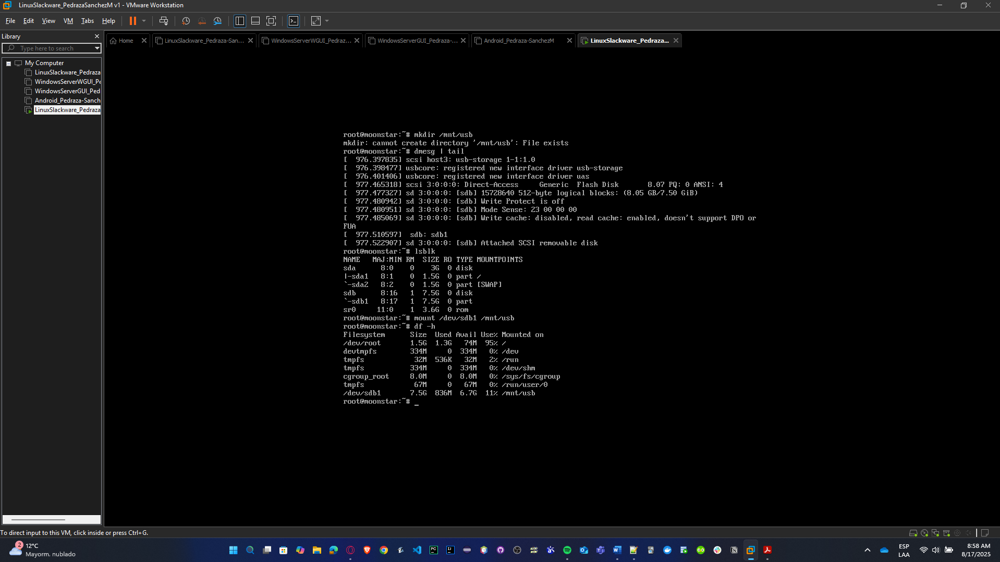 LinuxSlackware_PedrazaSanchezM v1 - VMware Workstation
File Edit View VM Tabs Help
Library
Type here to search
My Computer
LinuxSlackware_Pedraza
WindowsServerWGUI_Pe
WindowsServerGUI_Ped
Android_Pedraza-Sanch
LinuxSlackware_Pedraza
Home LinuxSlackware_Pedraza-San... WindowsServerWGUI_Pedraz... WindowsServerGUI_Pedraza-... Android_Pedraza-SanchezM LinuxSlackware_Pedraza...
root@moonstar:~# mkdir /mnt/usb
mkdir: cannot create directory '/mnt/usb': File exists
root@moonstar:~# dmesg | tail
[  976.397835] scsi host3: usb-storage 1-1:1.0
[  976.398477] usbcore: registered new interface driver usb-storage
[  976.401406] usbcore: registered new interface driver uas
[  977.465318] scsi 3:0:0:0: Direct-Access     Generic  Flash Disk       8.07 PQ: 0 ANSI: 4
[  977.477327] sd 3:0:0:0: [sdb] 15728640 512-byte logical blocks: (8.05 GB/7.50 GiB)
[  977.480942] sd 3:0:0:0: [sdb] Write Protect is off
[  977.480951] sd 3:0:0:0: [sdb] Mode Sense: 23 00 00 00
[  977.485069] sd 3:0:0:0: [sdb] Write cache: disabled, read cache: enabled, doesn't support DPO or
FUA
[  977.510597]  sdb: sdb1
[  977.522907] sd 3:0:0:0: [sdb] Attached SCSI removable disk
root@moonstar:~# lsblk
NAME   MAJ:MIN RM  SIZE RO TYPE MOUNTPOINTS
sda      8:0    0    3G  0 disk
|-sda1   8:1    0  1.5G  0 part /
`-sda2   8:2    0  1.5G  0 part [SWAP]
sdb      8:16   1  7.5G  0 disk
`-sdb1   8:17   1  7.5G  0 part
sr0     11:0    1  3.6G  0 rom
root@moonstar:~# mount /dev/sdb1 /mnt/usb
root@moonstar:~# df -h
Filesystem      Size  Used Avail Use% Mounted on
/dev/root       1.5G  1.3G   74M  95% /
devtmpfs        334M     0  334M   0% /dev
tmpfs            32M  536K   32M   2% /run
tmpfs           334M     0  334M   0% /dev/shm
cgroup_root     8.0M     0  8.0M   0% /sys/fs/cgroup
tmpfs            67M     0   67M   0% /run/user/0
/dev/sdb1       7.5G  836M  6.7G  11% /mnt/usb
root@moonstar:~# _
To direct input to this VM, click inside or press Ctrl+G.
2
12°C
Mayorm. nublado
PC
IJ
ESP
LAA
8:58 AM
8/17/2025